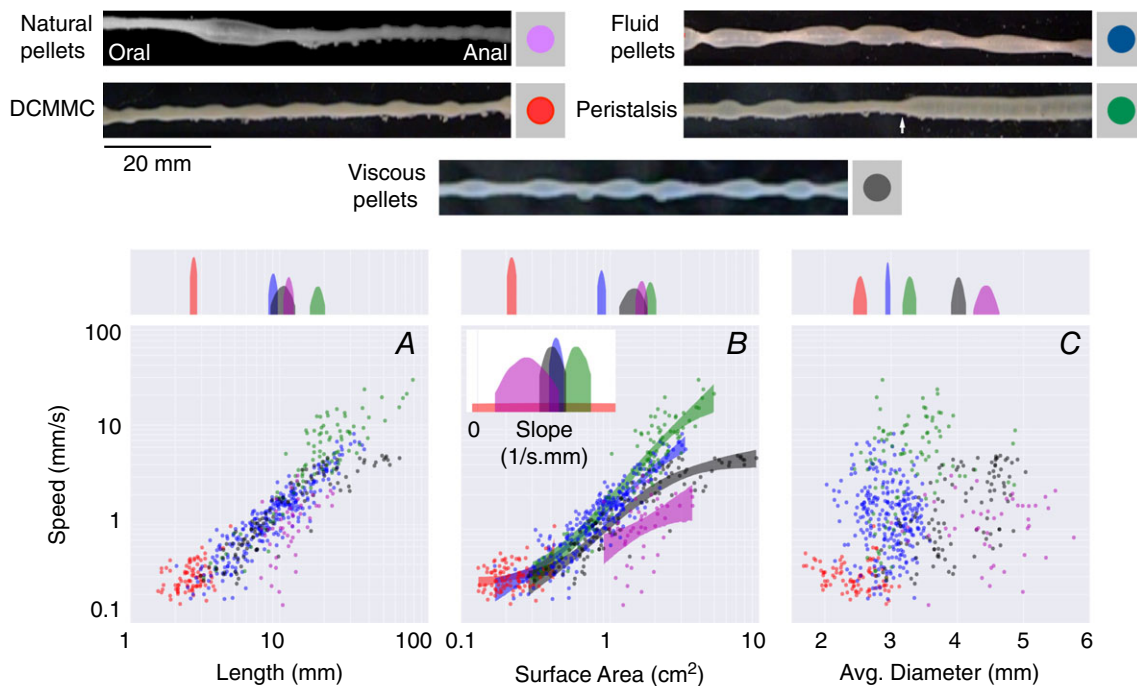 Natural
pellets
Oral
Anal
Fluid
pellets
DCMMC
Peristalsis
20 mm
Viscous
pellets
A
B
C
100
10
1
0.1
Speed (mm/s)
0
Slope
(1/s.mm)
1
10
100
Length (mm)
0.1
1
10
Surface Area (cm²)
2
3
4
5
6
Avg. Diameter (mm)